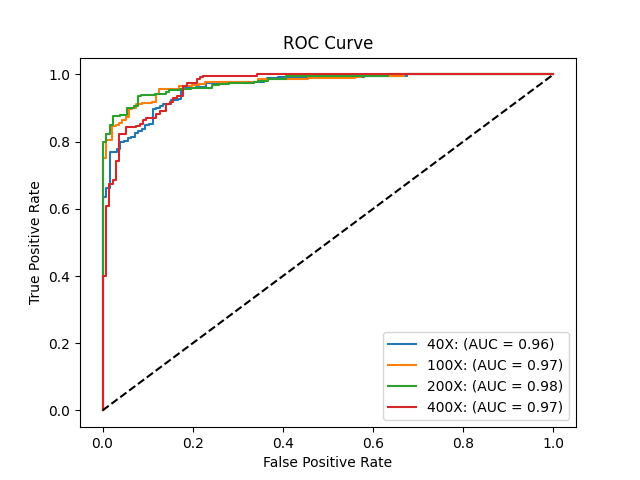 ROC Curve
True Positive Rate
1.0
0.8
0.6
0.4
0.2
0.0
0.0 0.2 0.4 0.6 0.8 1.0
False Positive Rate
40X: (AUC = 0.96)
100X: (AUC = 0.97)
200X: (AUC = 0.98)
400X: (AUC = 0.97)